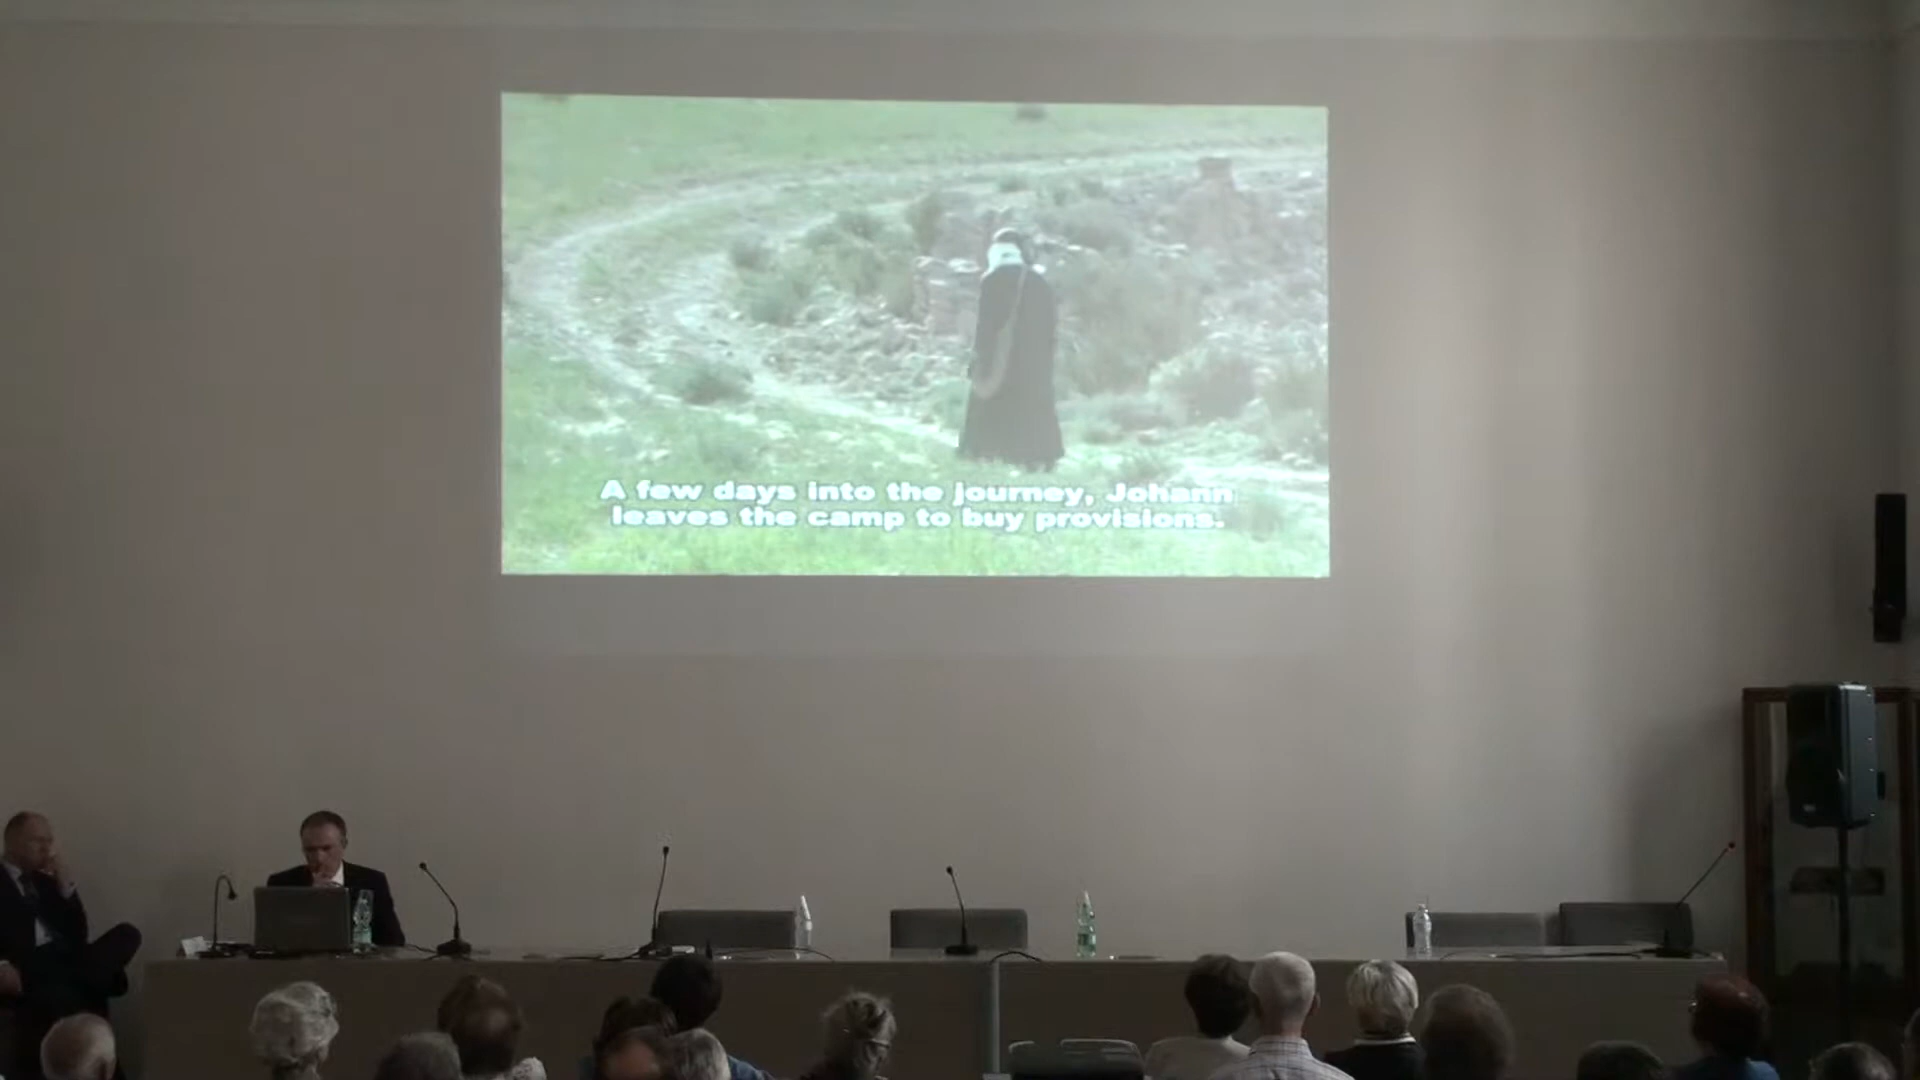 A few days into the journey, Johann
leaves the camp to buy provisions.